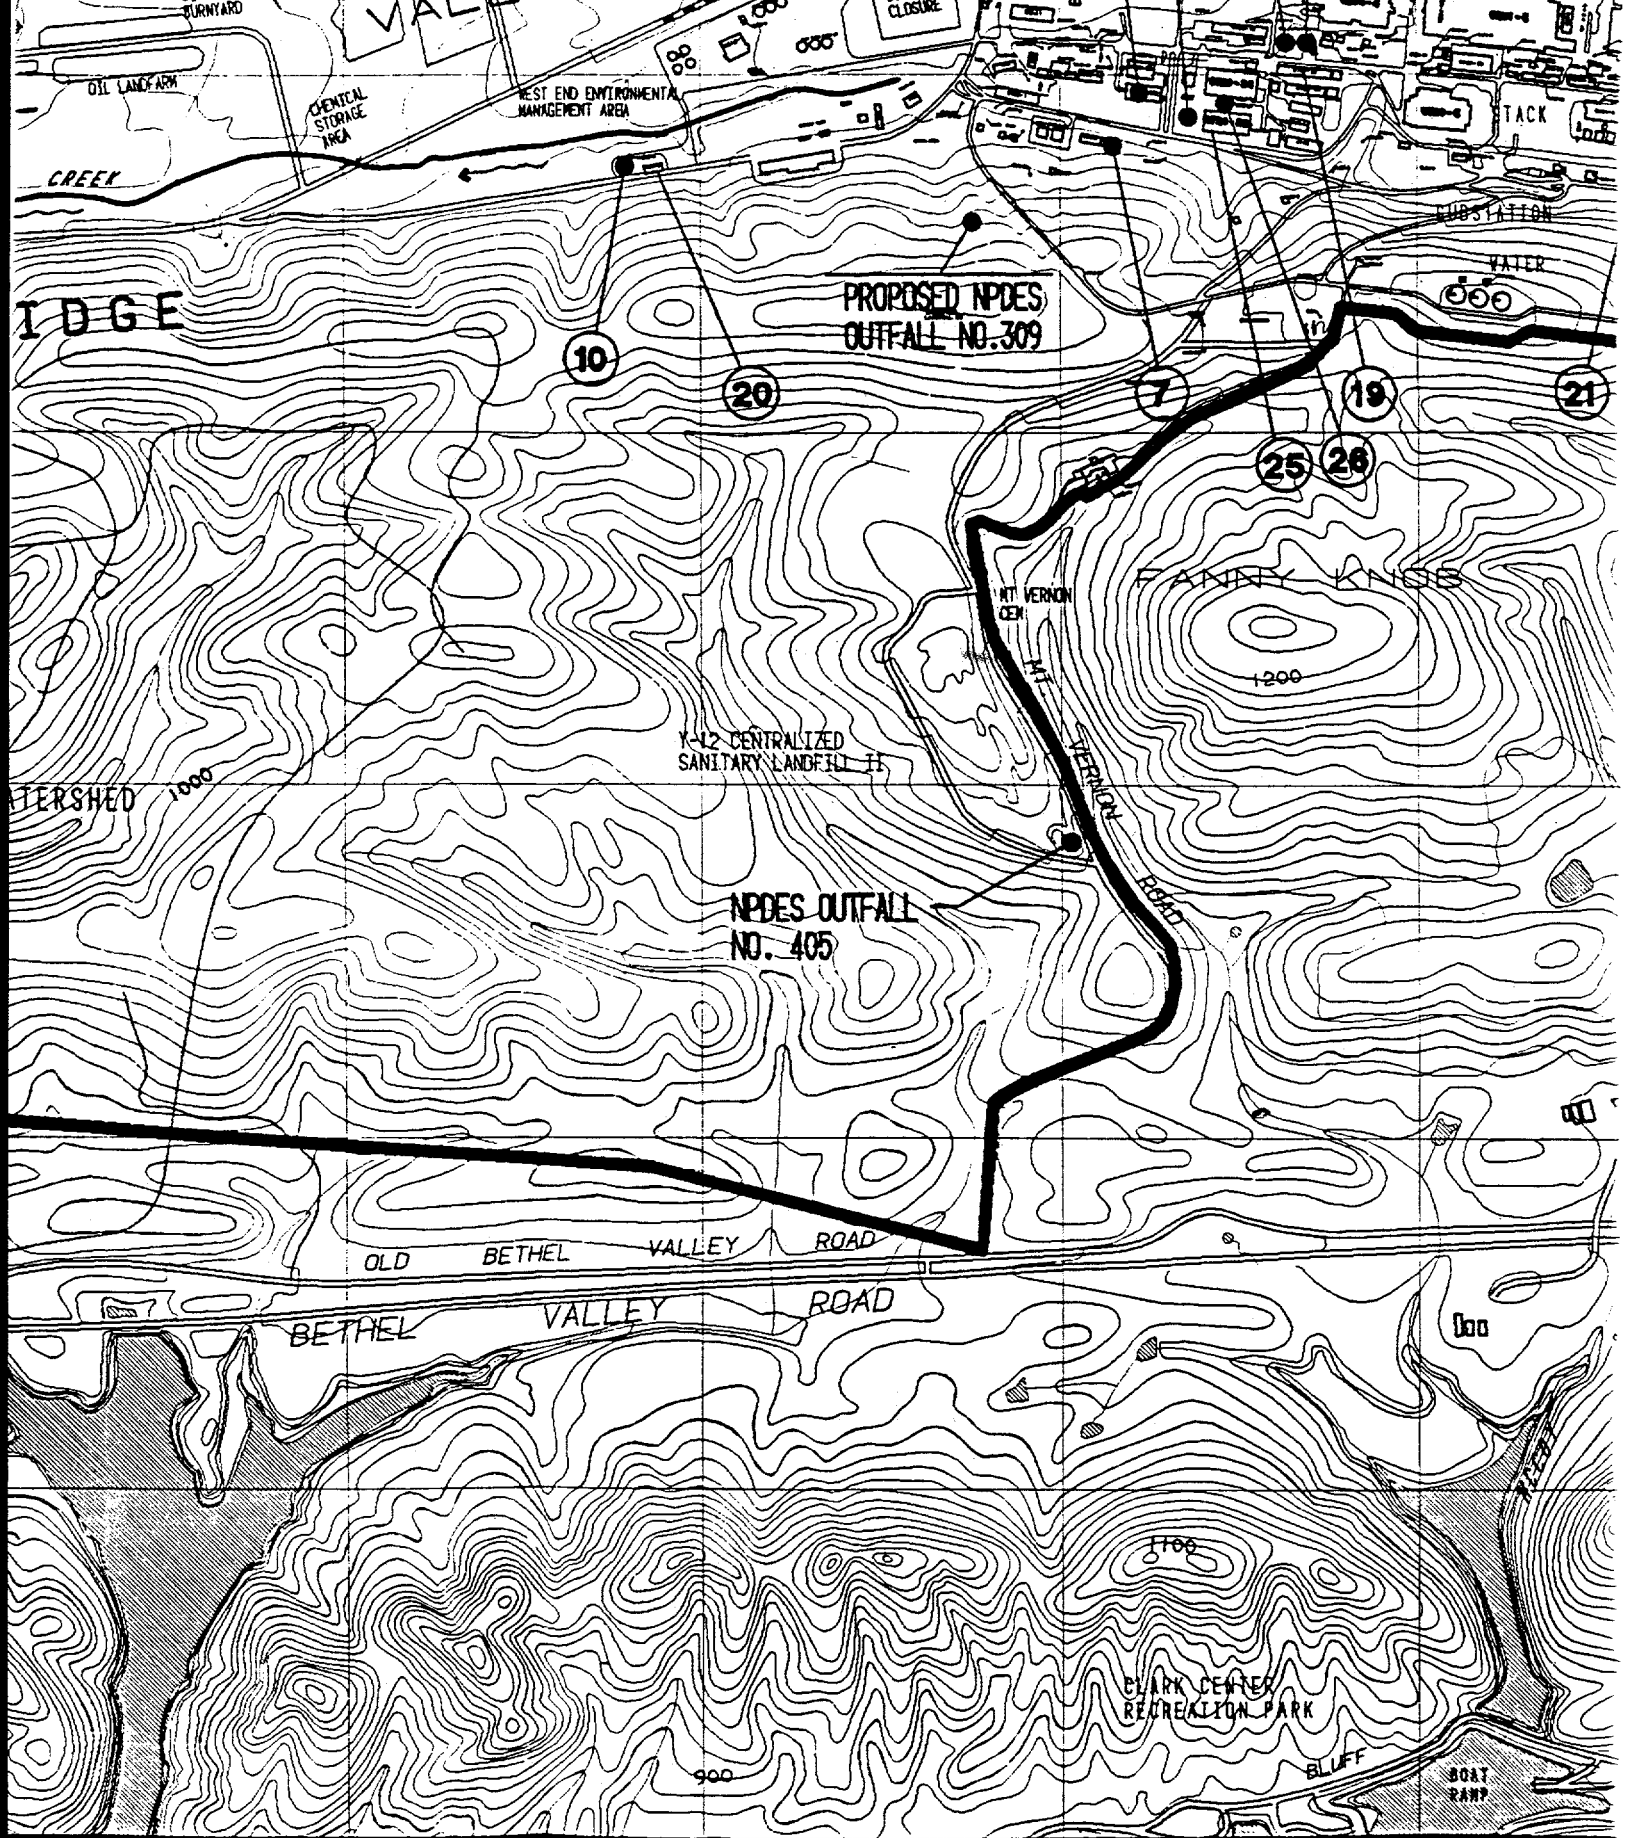 BURNYARD
VAL
CLOSURE
OIL LANDFARM
CHEMICAL
STORAGE
AREA
WEST END ENVIRONMENTAL
MANAGEMENT AREA
TACK
CREEK
SUBSTATION
WATER
IDGE
PROPOSED NPDES
OUTFALL NO.309
10
20
7
19
21
25
26
FANNY KNOB
MT VERNON
CEM
1200
MT. VERNON ROAD
Y-12 CENTRALIZED
SANITARY LANDFILL II
ATERSHED
1000
NPDES OUTFALL
NO. 405
OLD BETHEL VALLEY ROAD
BETHEL VALLEY ROAD
CREEK
1100
CLARK CENTER
RECREATION PARK
BLUFF
900
BOAT
RAMP